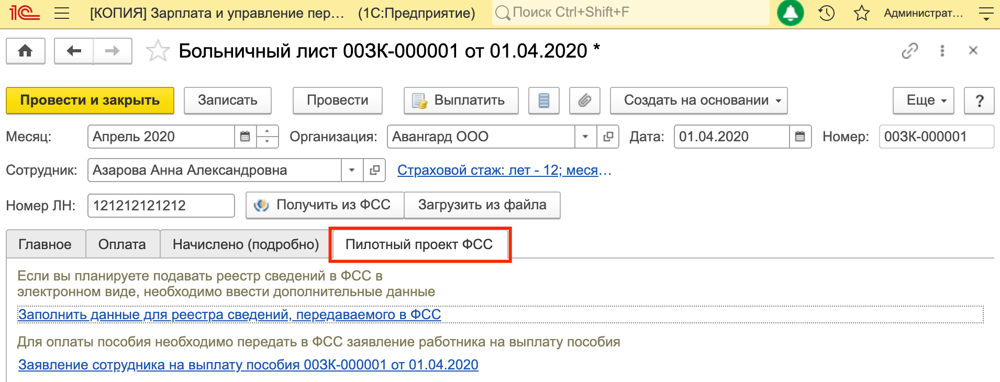 1С [КОПИЯ] Зарплата и управление пер... (1С:Предприятие) Поиск Ctrl+Shift+F Администрат...
Больничный лист 00ЗК-000001 от 01.04.2020 *
Провести и закрыть Записать Провести Выплатить Создать на основании Еще ?
Месяц: Апрель 2020 Организация: Авангард ООО Дата: 01.04.2020 Номер: 00ЗК-000001
Сотрудник: Азарова Анна Александровна Страховой стаж: лет - 12; меся...
Номер ЛН: 121212121212 Получить из ФСС Загрузить из файла
Главное Оплата Начислено (подробно) Пилотный проект ФСС
Если вы планируете подавать реестр сведений в ФСС в
электронном виде, необходимо ввести дополнительные данные
Заполнить данные для реестра сведений, передаваемого в ФСС
Для оплаты пособия необходимо передать в ФСС заявление работника на выплату пособия
Заявление сотрудника на выплату пособия 00ЗК-000001 от 01.04.2020